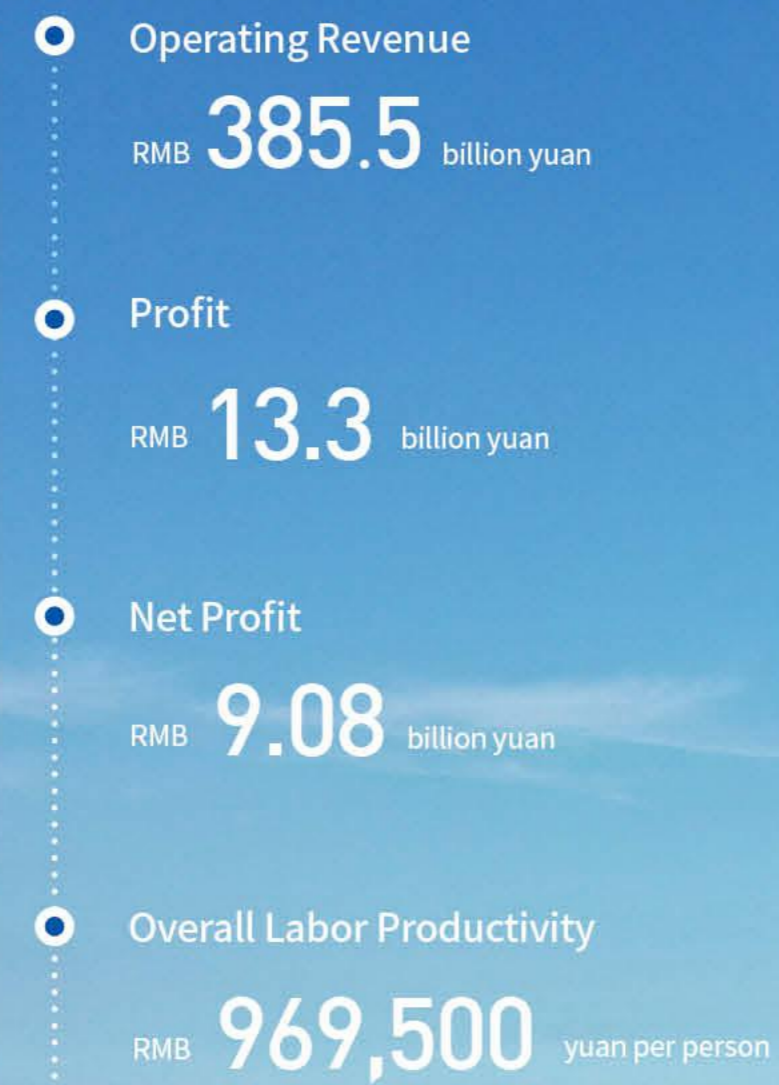 Operating Revenue
RMB 385.5 billion yuan
Profit
RMB 13.3 billion yuan
Net Profit
RMB 9.08 billion yuan
Overall Labor Productivity
RMB 969,500 yuan per person